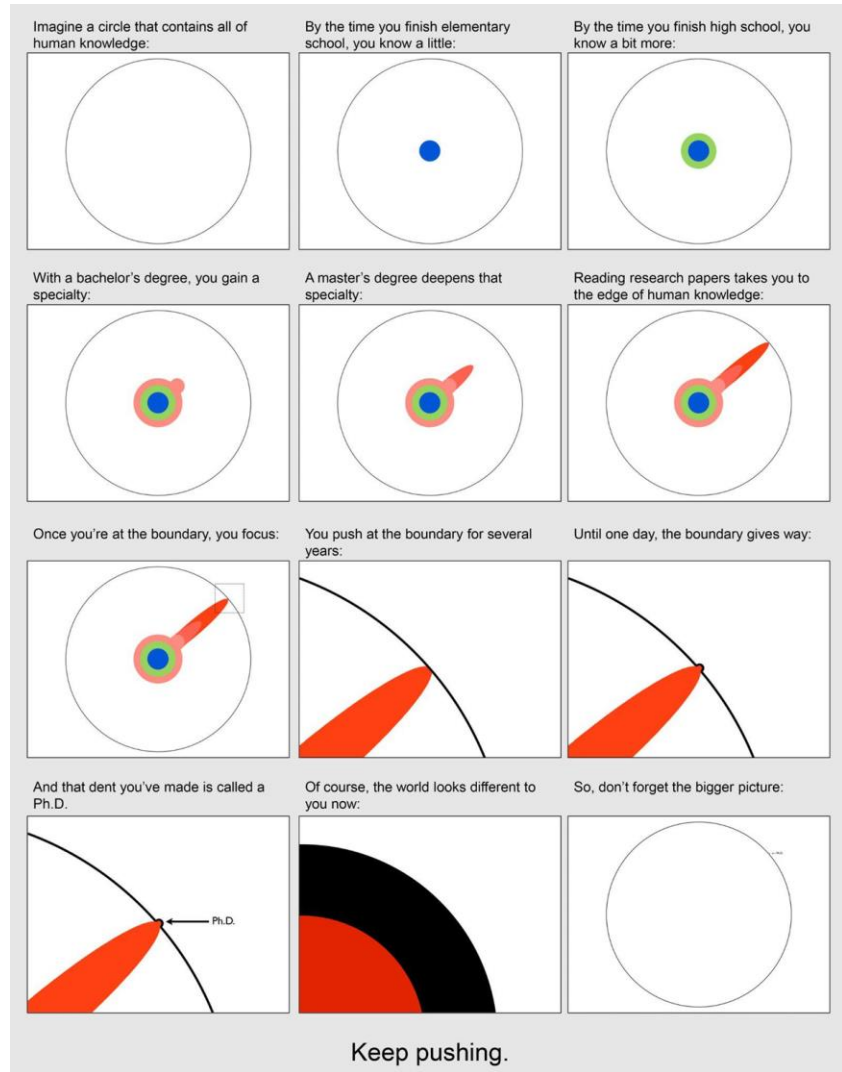 Imagine a circle that contains all of
human knowledge:
By the time you finish elementary
school, you know a little:
By the time you finish high school, you
know a bit more:
With a bachelor’s degree, you gain a
specialty:
A master’s degree deepens that
specialty:
Reading research papers takes you to
the edge of human knowledge:
Once you’re at the boundary, you focus:
You push at the boundary for several
years:
Until one day, the boundary gives way:
And that dent you’ve made is called a
Ph.D.
Ph.D.
Of course, the world looks different to
you now:
So, don’t forget the bigger picture:
Keep pushing.